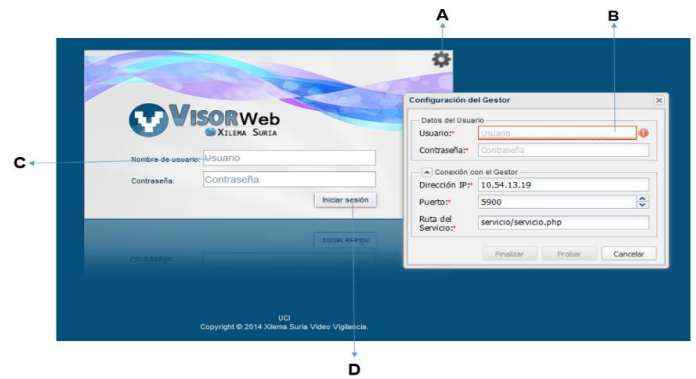 A
B
VISORWeb
XILEMA SURIA
C
Nombre de usuario:
Usuario
Contraseña:
Contraseña
Iniciar sesión
Configuración del Gestor
Datos del Usuario
Usuario:*
Usuario
Contraseña:*
Contraseña
Conexión con el Gestor
Dirección IP:*
10.54.13.19
Puerto:*
5900
Ruta del
Servicio:*
servicio/servicio.php
Finalizar
Probar
Cancelar
UCI
Copyright © 2014 Xilema Suria Video Vigilancia.
D